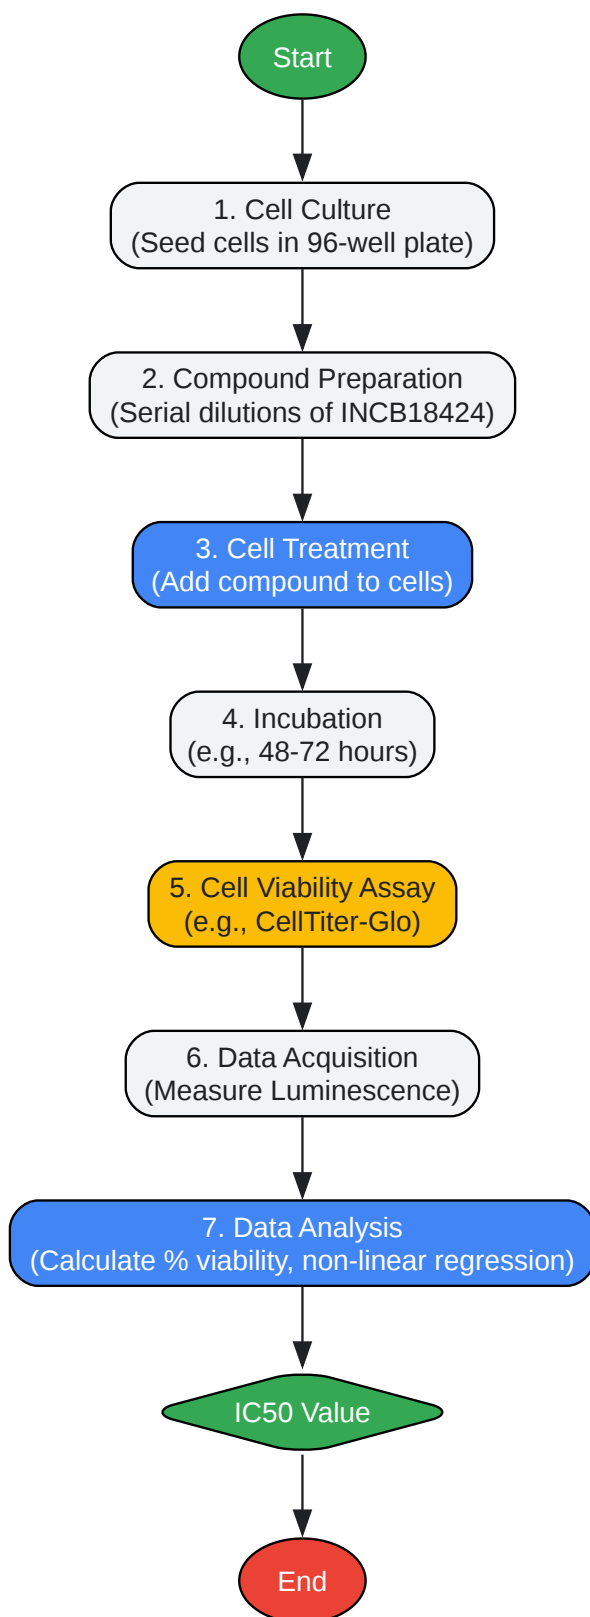 Start
1. Cell Culture
(Seed cells in 96-well plate)
2. Compound Preparation
(Serial dilutions of INCB18424)
3. Cell Treatment
(Add compound to cells)
4. Incubation
(e.g., 48-72 hours)
5. Cell Viability Assay
(e.g., CellTiter-Glo)
6. Data Acquisition
(Measure Luminescence)
7. Data Analysis
(Calculate % viability, non-linear regression)
IC50 Value
End